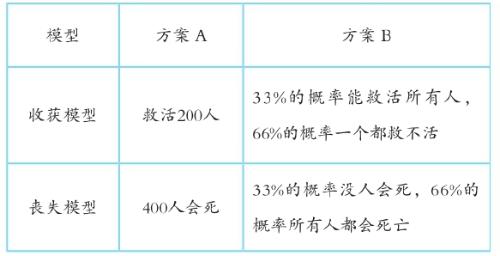 模型 方案 A 方案 B
收获模型 救活200人 33%的概率能救活所有人，
66%的概率一个都救不活
丧失模型 400人会死 33%的概率没人会死，66%的
概率所有人都会死亡